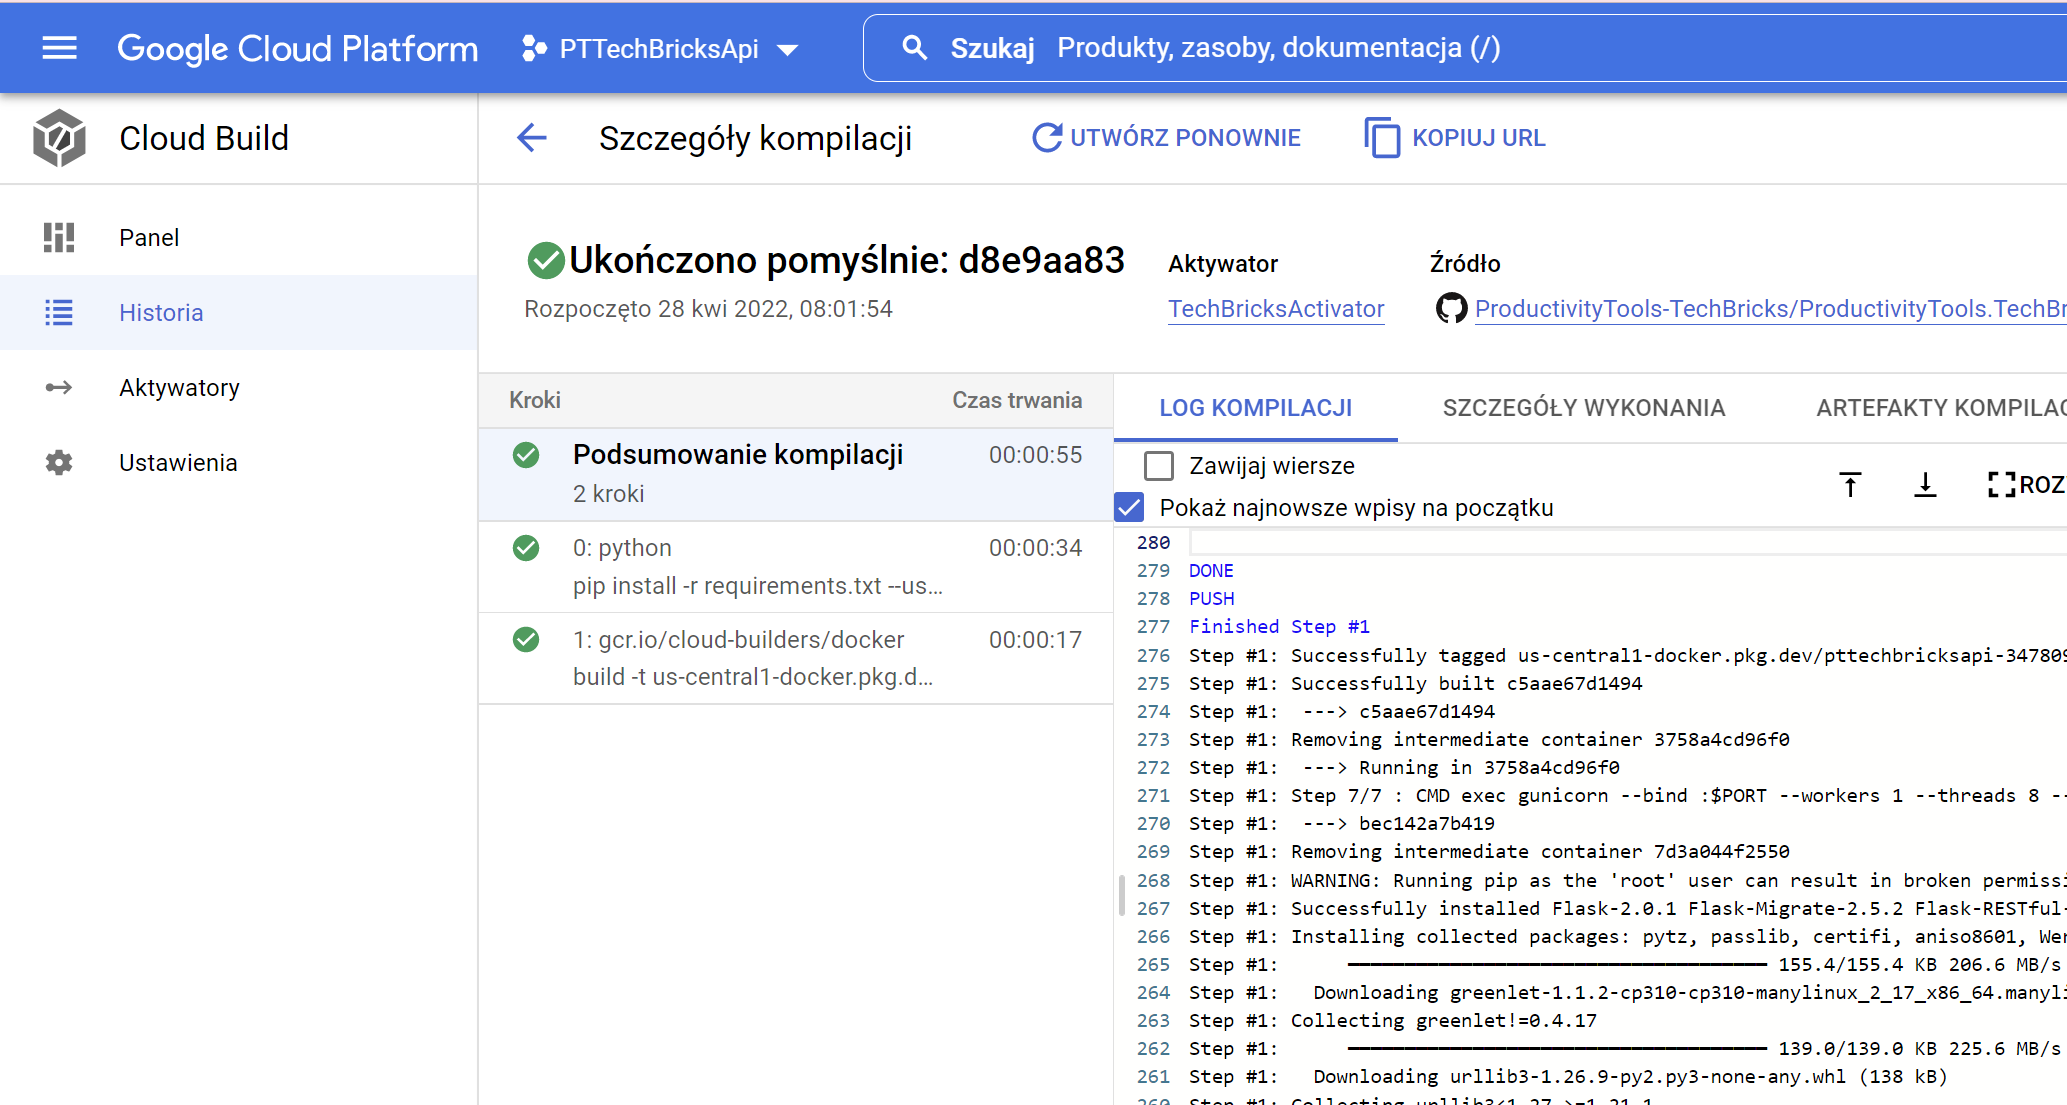 Google Cloud Platform PTTechBricksApi Szukaj Produkty, zasoby, dokumentacja (/)
Cloud Build
Szczegóły kompilacji UTWÓRZ PONOWNIE KOPIUJ URL
Panel
Historia
Aktywatory
Ustawienia
Ukończono pomyślnie: d8e9aa83
Rozpoczęto 28 kwi 2022, 08:01:54
Aktywator
TechBricksActivator
Źródło
ProductivityTools-TechBricks/ProductivityTools.TechBr
Kroki Czas trwania
Podsumowanie kompilacji 00:00:55
2 kroki
0: python 00:00:34
pip install -r requirements.txt --us...
1: gcr.io/cloud-builders/docker 00:00:17
build -t us-central1-docker.pkg.d...
LOG KOMPILACJI SZCZEGÓŁY WYKONANIA ARTEFAKTY KOMPILAC
Zawijaj wiersze
Pokaż najnowsze wpisy na początku
ROZ
280
279 DONE
278 PUSH
277 Finished Step #1
276 Step #1: Successfully tagged us-central1-docker.pkg.dev/pttechbricksapi-347809
275 Step #1: Successfully built c5aae67d1494
274 Step #1:  ---> c5aae67d1494
273 Step #1: Removing intermediate container 3758a4cd96f0
272 Step #1:  ---> Running in 3758a4cd96f0
271 Step #1: Step 7/7 : CMD exec gunicorn --bind :$PORT --workers 1 --threads 8 --
270 Step #1:  ---> bec142a7b419
269 Step #1: Removing intermediate container 7d3a044f2550
268 Step #1: WARNING: Running pip as the 'root' user can result in broken permissi
267 Step #1: Successfully installed Flask-2.0.1 Flask-Migrate-2.5.2 Flask-RESTful-
266 Step #1: Installing collected packages: pytz, passlib, certifi, aniso8601, Wer
265 Step #1: 155.4/155.4 KB 206.6 MB/s
264 Step #1:   Downloading greenlet-1.1.2-cp310-cp310-manylinux_2_17_x86_64.manyli
263 Step #1: Collecting greenlet!=0.4.17
262 Step #1: 139.0/139.0 KB 225.6 MB/s
261 Step #1:   Downloading urllib3-1.26.9-py2.py3-none-any.whl (138 kB)
260 Step #1: Collecting urllib3<1.27,>=1.21.1